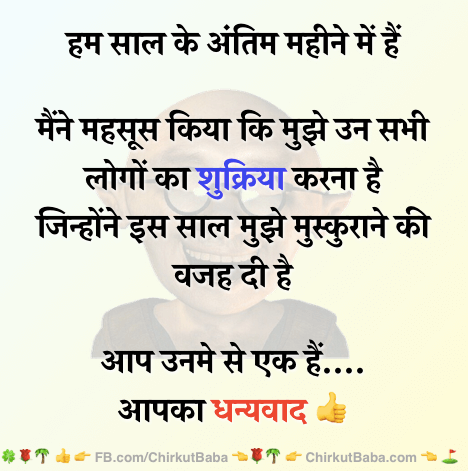 हम साल के अंतिम महीने में हैं
मैंने महसूस किया कि मुझे उन सभी
लोगों का शुक्रिया करना है
जिन्होंने इस साल मुझे मुस्कुराने की
वजह दी है
आप उनमे से एक हैं....
आपका धन्यवाद 👍
🍀🌹🌴 👍👉 FB.com/ChirkutBaba 👈🌹🌴 👉 ChirkutBaba.com 👈 ⛳